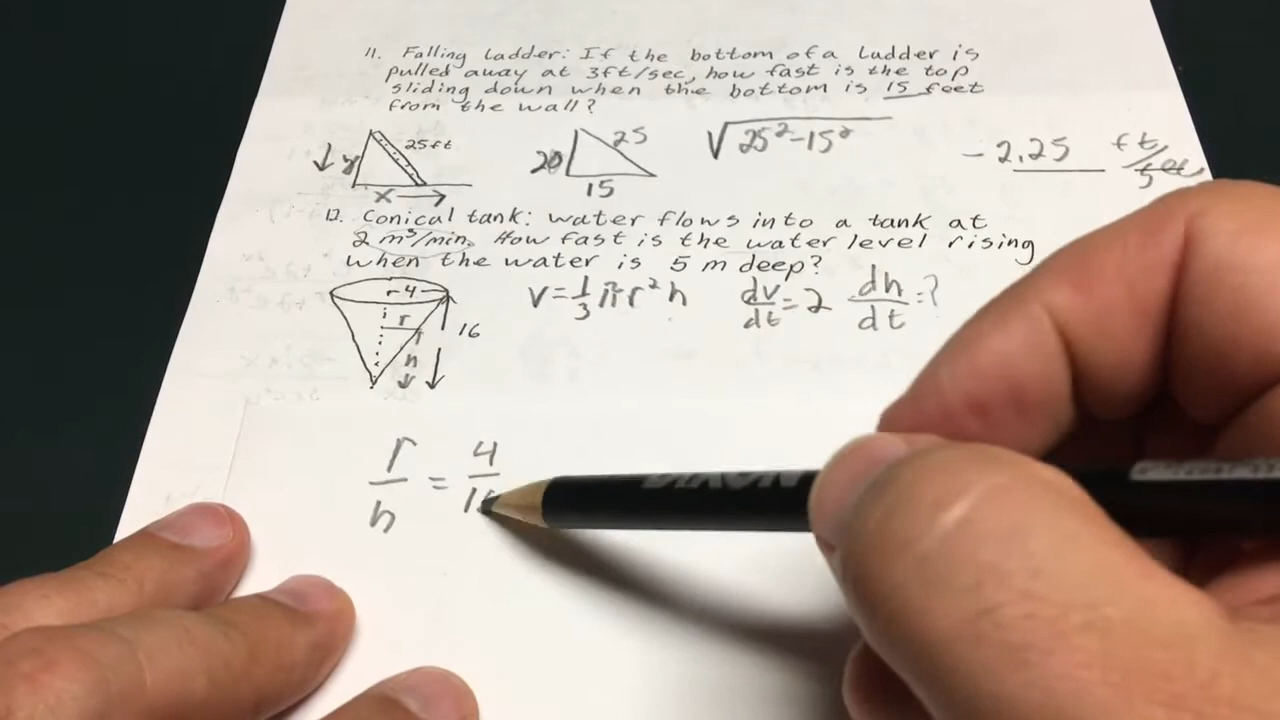 11. Falling ladder: If the bottom of a ladder is
pulled away at 3ft/sec, how fast is the top
sliding down when the bottom is 15 feet
from the wall?
↓ y 25ft
x →
20 25
15
√25²-15²
-2.25 ft/
12. Conical tank: water flows into a tank at
2 m³/min. How fast is the water level rising
when the water is 5 m deep?
r 4
r
h
16
V=1/3 πr²h dv/dt=2 dh/dt=?
r/h = 4/16
DIXON